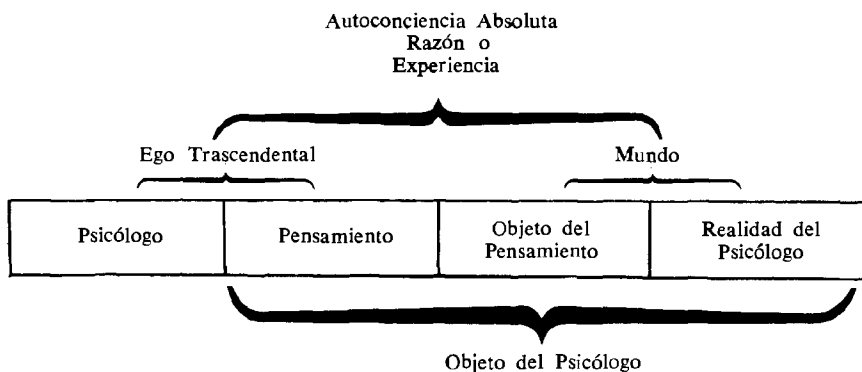 Autoconciencia Absoluta
Razón o
Experiencia
Ego Trascendental
Mundo
Psicólogo
Pensamiento
Objeto del
Pensamiento
Realidad del
Psicólogo
Objeto del Psicólogo